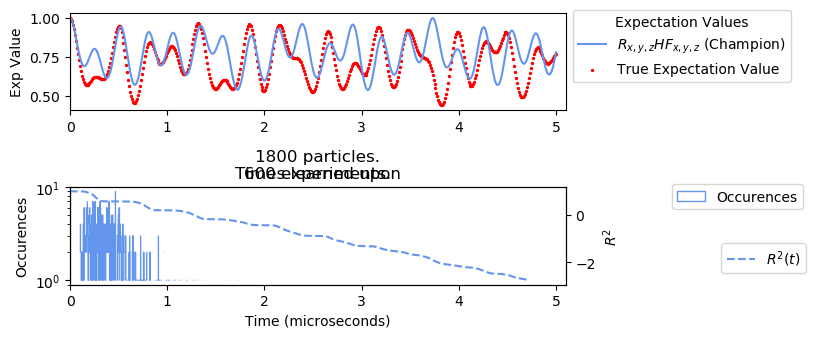 Expectation Values
R_{x,y,z}HF_{x,y,z} (Champion)
True Expectation Value
Exp Value
1.00
0.75
0.50
0 1 2 3 4 5
1800 particles.
600 experiments.
Times learned upon
Occurences
10^1
10^0
0
−2
R^2
Occurences
R^2(t)
0 1 2 3 4 5
Time (microseconds)